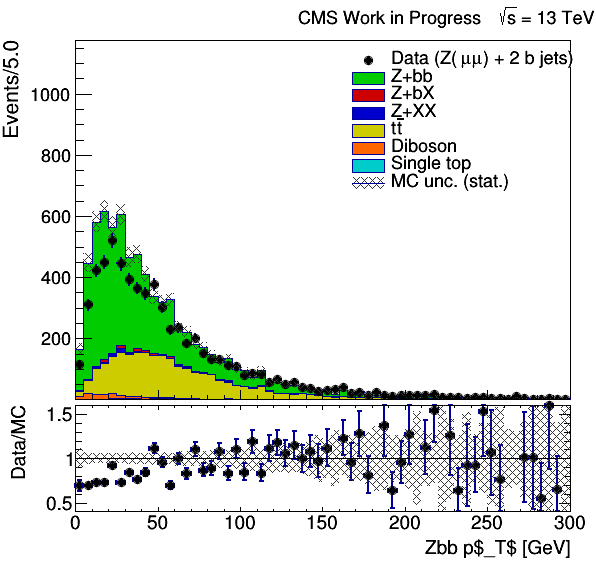 CMS Work in Progress √s = 13 TeV
Events/5.0
1000
800
600
400
200
Data (Z(μμ) + 2 b jets)
Z+bb
Z+bX
Z+XX
tt̄
Diboson
Single top
MC unc. (stat.)
Data/MC
1.5
1
0.5
0 50 100 150 200 250 300
Zbb p$_T$ [GeV]